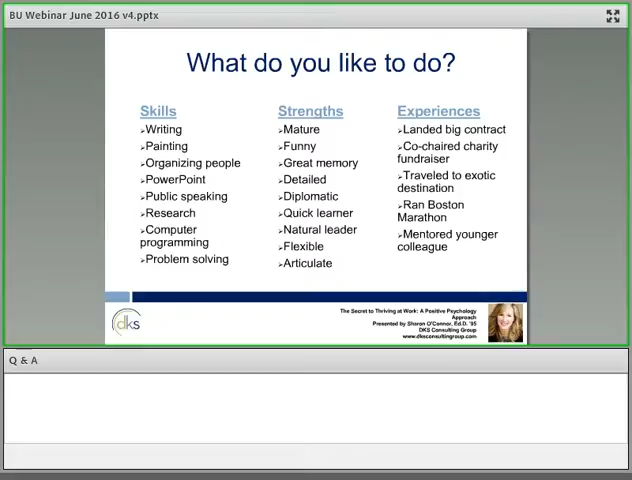 BU Webinar June 2016 v4.pptx
What do you like to do?
Skills
➢Writing
➢Painting
➢Organizing people
➢PowerPoint
➢Public speaking
➢Research
➢Computer
programming
➢Problem solving
Strengths
➢Mature
➢Funny
➢Great memory
➢Detailed
➢Diplomatic
➢Quick learner
➢Natural leader
➢Flexible
➢Articulate
Experiences
➢Landed big contract
➢Co-chaired charity
fundraiser
➢Traveled to exotic
destination
➢Ran Boston
Marathon
➢Mentored younger
colleague
dks
The Secret to Thriving at Work: A Positive Psychology
Approach
Presented by Sharon O'Connor, Ed.D. '95
DKS Consulting Group
www.dksconsultinggroup.com
Q & A